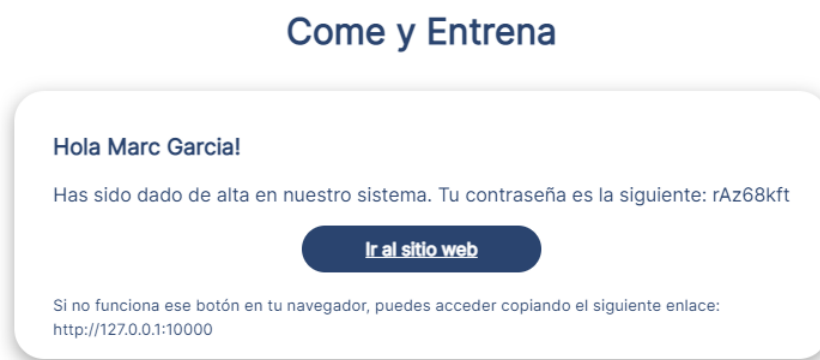 Come y Entrena
Hola Marc Garcia!
Has sido dado de alta en nuestro sistema. Tu contraseña es la siguiente: rAz68kft
Ir al sitio web
Si no funciona ese botón en tu navegador, puedes acceder copiando el siguiente enlace:
http://127.0.0.1:10000